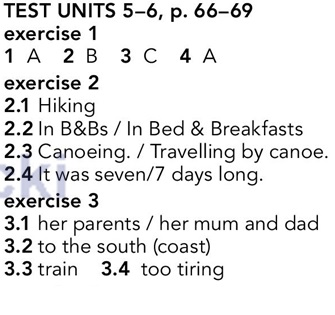 TEST UNITS 5–6, p. 66–69
exercise 1
1 A 2 B 3 C 4 A
exercise 2
2.1 Hiking
2.2 In B&Bs / In Bed & Breakfasts
2.3 Canoeing. / Travelling by canoe.
2.4 It was seven/7 days long.
exercise 3
3.1 her parents / her mum and dad
3.2 to the south (coast)
3.3 train 3.4 too tiring